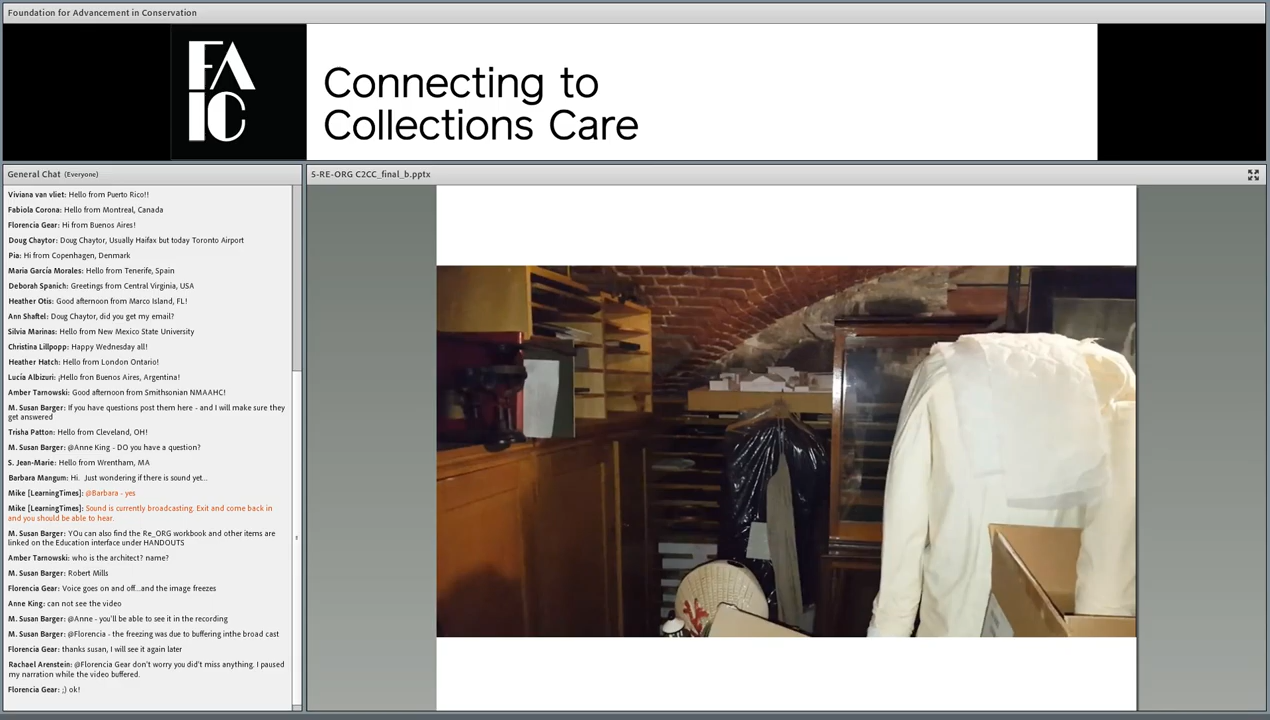 Foundation for Advancement in Conservation
FA
IC
Connecting to
Collections Care
General Chat (Everyone)
Viviana van vliet: Hello from Puerto Rico!!
Fabiola Corona: Hello from Montreal, Canada
Florencia Gear: Hi from Buenos Aires!
Doug Chaytor: Doug Chaytor, Usually Haifax but today Toronto Airport
Pia: Hi from Copenhagen, Denmark
Maria García Morales: Hello from Tenerife, Spain
Deborah Spanich: Greetings from Central Virginia, USA
Heather Otis: Good afternoon from Marco Island, FL!
Ann Shaftel: Doug Chaytor, did you get my email?
Silvia Marinas: Hello from New Mexico State University
Christina Lillpopp: Happy Wednesday all!
Heather Hatch: Hello from London Ontario!
Lucía Albizuri: ¡Hello fron Buenos Aires, Argentina!
Amber Tarnowski: Good afternoon from Smithsonian NMAAHC!
M. Susan Barger: If you have questions post them here - and I will make sure they
get answered
Trisha Patton: Hello from Cleveland, OH!
M. Susan Barger: @Anne King - DO you have a question?
S. Jean-Marie: Hello from Wrentham, MA
Barbara Mangum: Hi. Just wondering if there is sound yet...
Mike [LearningTimes]: @Barbara - yes
Mike [LearningTimes]: Sound is currently broadcasting. Exit and come back in
and you should be able to hear.
M. Susan Barger: YOu can also find the Re_ORG workbook and other items are
linked on the Education interface under HANDOUTS
Amber Tarnowski: who is the architect? name?
M. Susan Barger: Robert Mills
Florencia Gear: Voice goes on and off...and the image freezes
Anne King: can not see the video
M. Susan Barger: @Anne - you'll be able to see it in the recording
M. Susan Barger: @Florencia - the freezing was due to buffering inthe broad cast
Florencia Gear: thanks susan, I will see it again later
Rachael Arenstein: @Florencia Gear don't worry you did't miss anything. I paused
my narration while the video buffered.
Florencia Gear: ;) ok!
5-RE-ORG C2CC_final_b.pptx